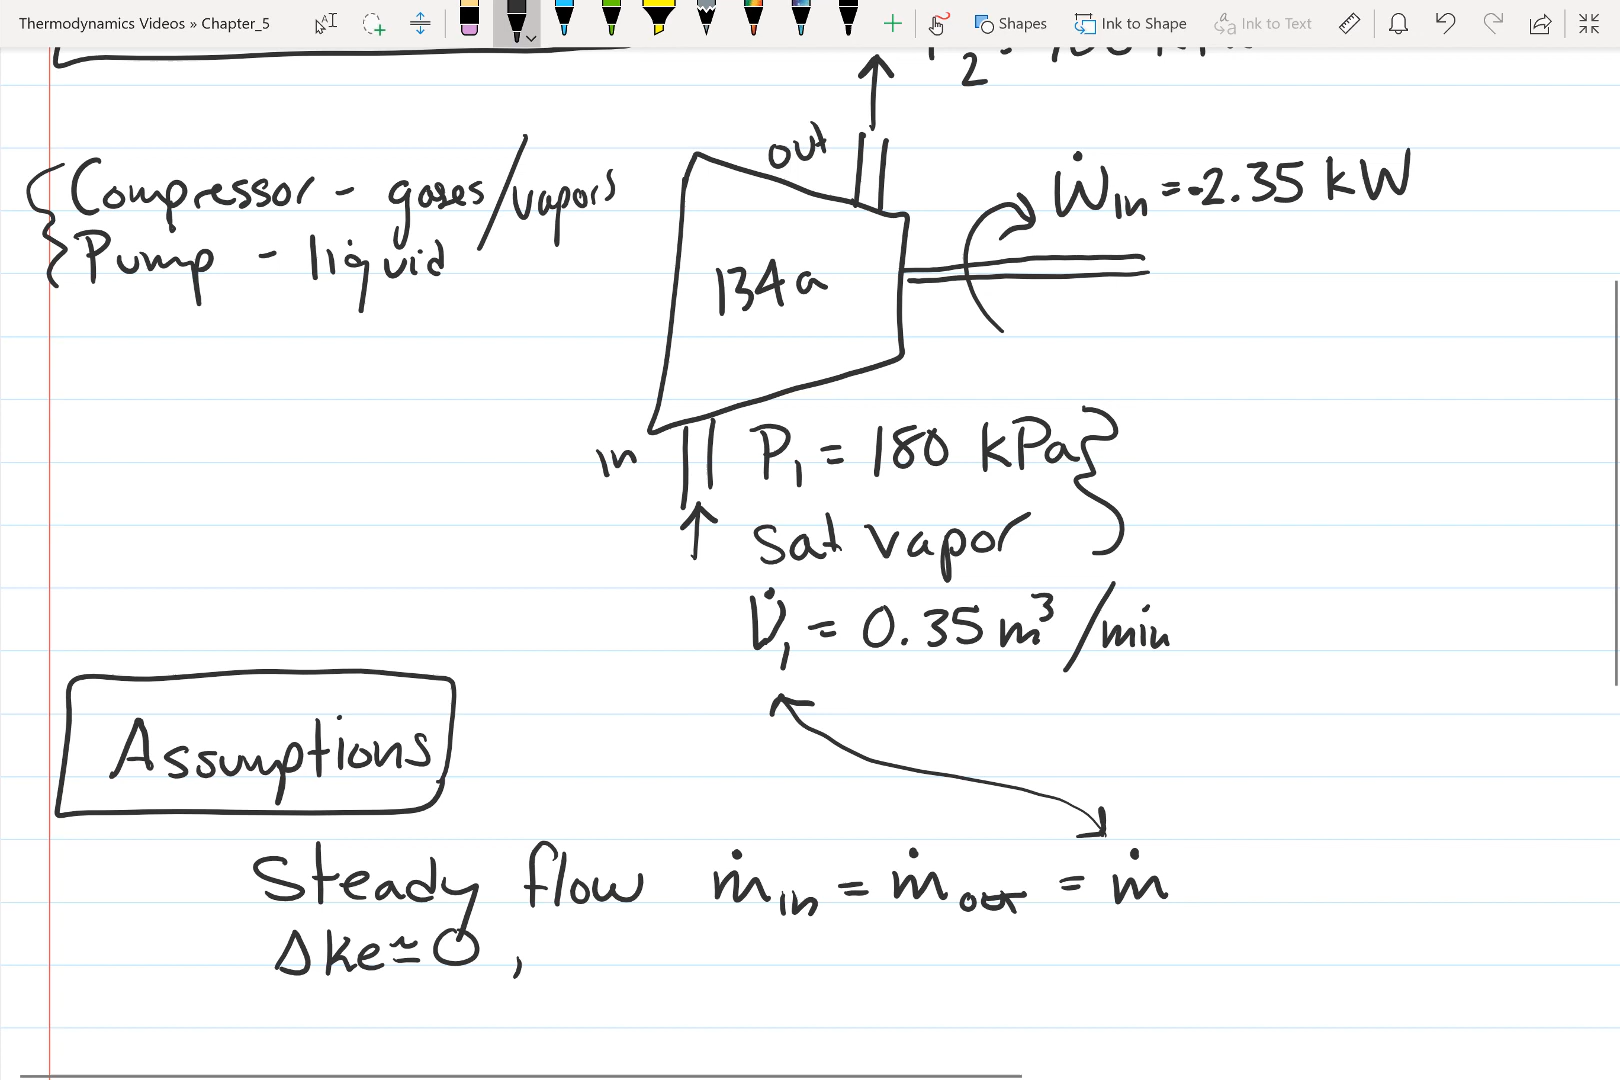 Thermodynamics Videos » Chapter_5
Shapes
Ink to Shape
Ink to Text
2
out
Ẇin = -2.35 kW
Compressor - gases/vapors
Pump - liquid
134a
in
P₁ = 180 kPa
sat vapor
V̇₁ = 0.35 m³/min
Assumptions
Steady flow ṁin = ṁout = ṁ
Δke ≃ 0 ,